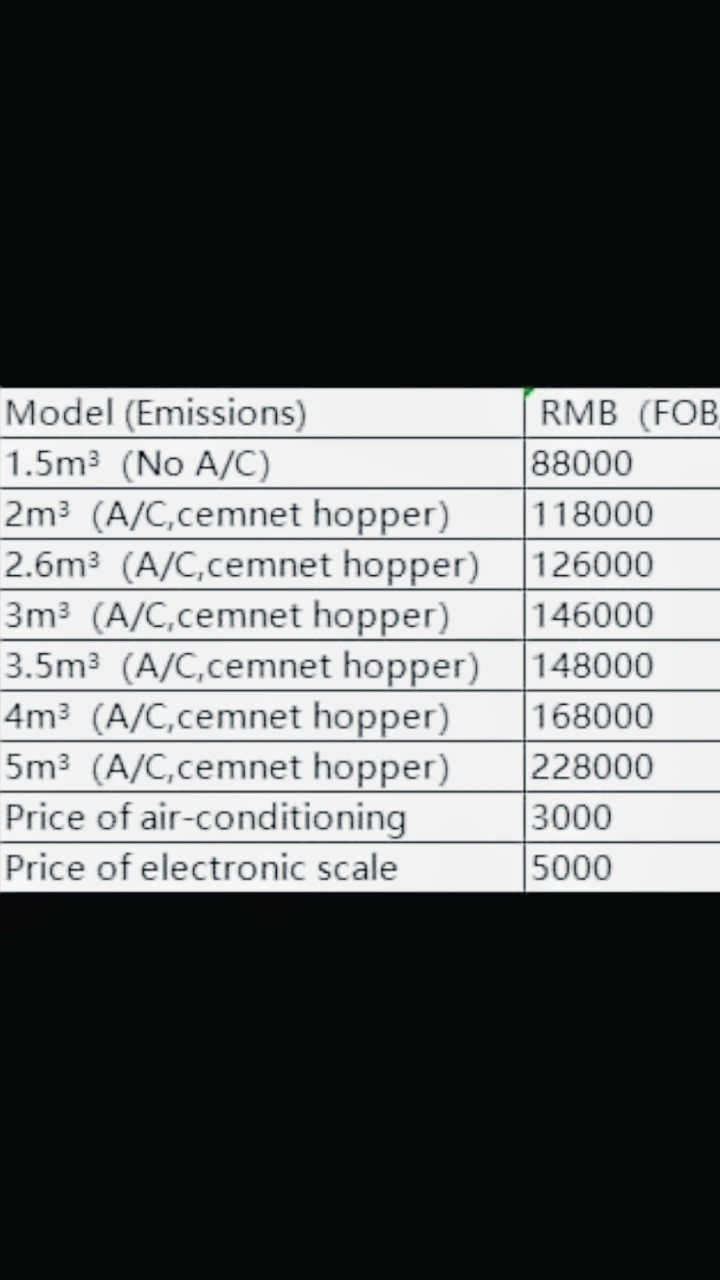 Model (Emissions) RMB (FOB
1.5m³ (No A/C) 88000
2m³ (A/C,cemnet hopper) 118000
2.6m³ (A/C,cemnet hopper) 126000
3m³ (A/C,cemnet hopper) 146000
3.5m³ (A/C,cemnet hopper) 148000
4m³ (A/C,cemnet hopper) 168000
5m³ (A/C,cemnet hopper) 228000
Price of air-conditioning 3000
Price of electronic scale 5000